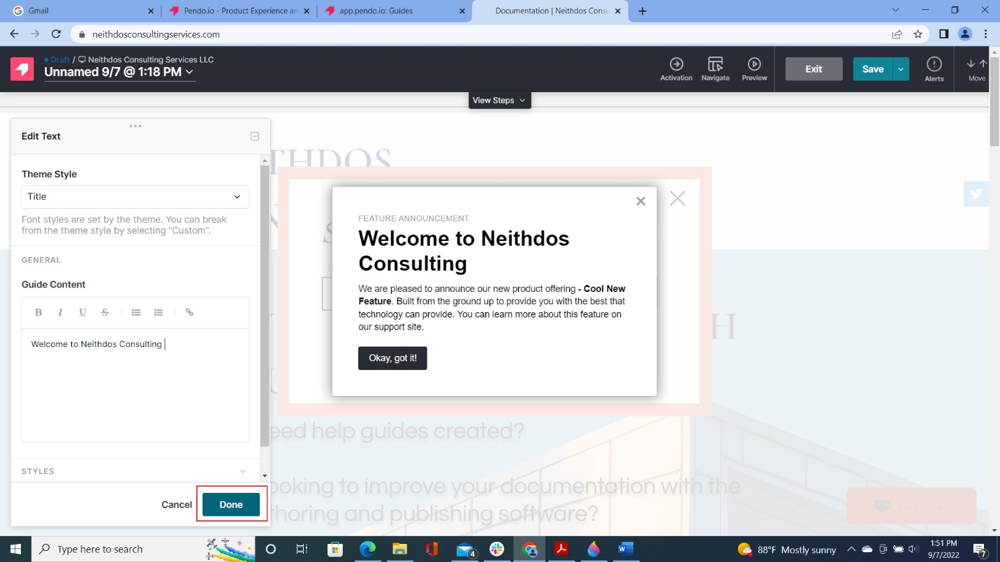 Gmail
Pendo.io - Product Experience an
app.pendo.io: Guides
Documentation | Neithdos Consu
neithdosconsultingservices.com
Draft / Neithdos Consulting Services LLC
Unnamed 9/7 @ 1:18 PM
Activation
Navigate
Preview
Exit
Save
Alerts
Move
View Steps
Edit Text
Theme Style
Title
Font styles are set by the theme. You can break
from the theme style by selecting "Custom".
GENERAL
Guide Content
B I U S
Welcome to Neithdos Consulting
STYLES
Cancel
Done
THDOS
N
S
FEATURE ANNOUNCEMENT
Welcome to Neithdos
Consulting
We are pleased to announce our new product offering - Cool New
Feature. Built from the ground up to provide you with the best that
technology can provide. You can learn more about this feature on
our support site.
Okay, got it!
H
eed help guides created?
ooking to improve your documentation with the
thoring and publishing software?
Type here to search
4
88°F Mostly sunny
1:51 PM
9/7/2022
7